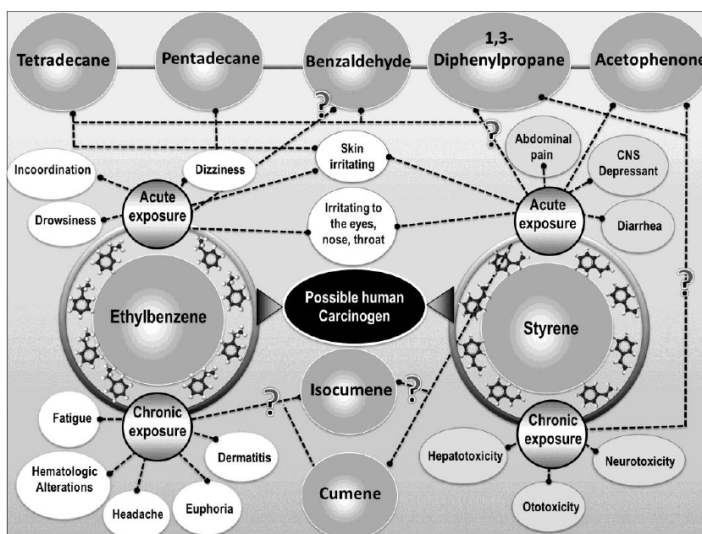 Tetradecane
Pentadecane
Benzaldehyde
1,3-
Diphenylpropane
Acetophenone
?
?
Skin
irritating
Abdominal
pain
CNS
Depressant
Incoordination
Dizziness
Acute
exposure
Drowsiness
Irritating to
the eyes,
nose, throat
Acute
exposure
Diarrhea
Ethylbenzene
Possible human
Carcinogen
Styrene
?
Isocumene
?
?
Fatigue
Chronic
exposure
Chronic
exposure
Dermatitis
Hepatotoxicity
Neurotoxicity
Hematologic
Alterations
Headache
Euphoria
Cumene
Ototoxicity